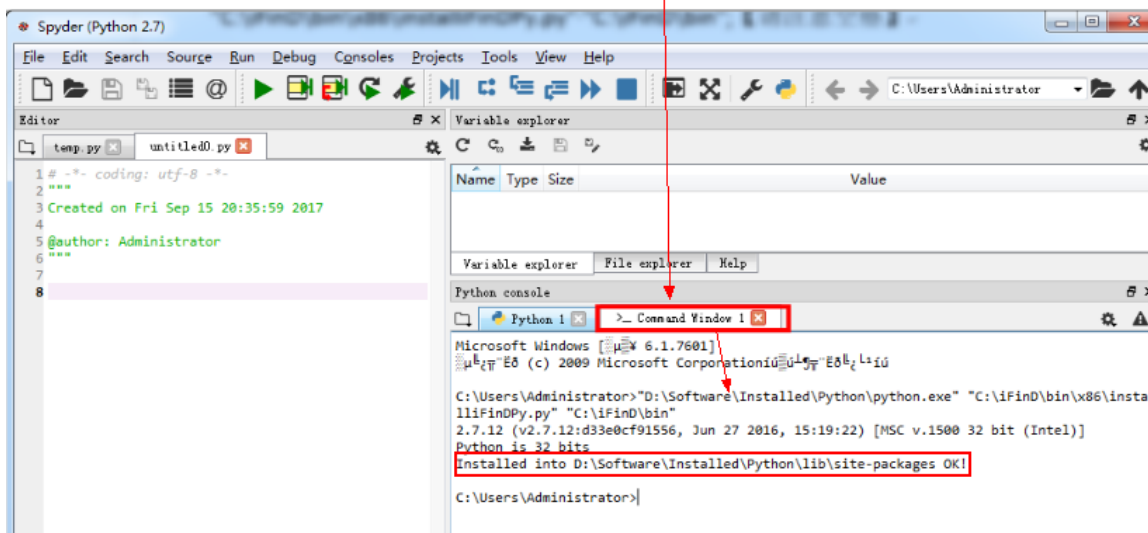 Spyder (Python 2.7)
File Edit Search Source Run Debug Consoles Projects Tools View Help
C:\Users\Administrator
Editor
temp.py untitled0.py
1 # -*- coding: utf-8 -*-
2 """
3 Created on Fri Sep 15 20:35:59 2017
4
5 @author: Administrator
6 """
7
8
Variable explorer
Name Type Size Value
Variable explorer File explorer Help
Python console
Python 1 >_ Command Window 1
Microsoft Windows [ 6.1.7601]
(c) 2009 Microsoft Corporation
C:\Users\Administrator>"D:\Software\Installed\Python\python.exe" "C:\iFinD\bin\x86\insta
lliFinDPy.py" "C:\iFinD\bin"
2.7.12 (v2.7.12:d33e0cf91556, Jun 27 2016, 15:19:22) [MSC v.1500 32 bit (Intel)]
Python is 32 bits
Installed into D:\Software\Installed\Python\lib\site-packages OK!
C:\Users\Administrator>